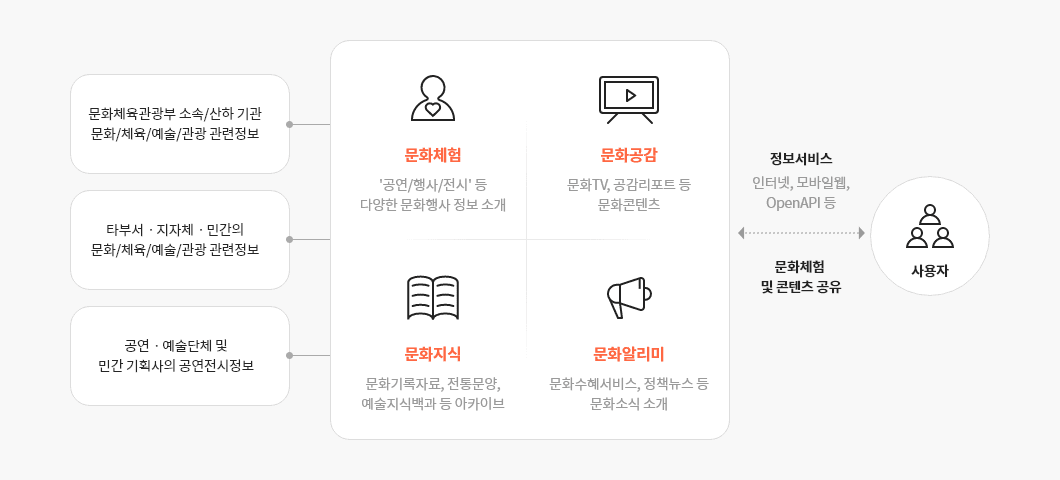 문화체육관광부 소속/산하 기관
문화/체육/예술/관광 관련정보
타부서 · 지자체 · 민간의
문화/체육/예술/관광 관련정보
공연 · 예술단체 및
민간 기획사의 공연전시정보
문화체험
'공연/행사/전시' 등
다양한 문화행사 정보 소개
문화공감
문화TV, 공감리포트 등
문화콘텐츠
문화지식
문화기록자료, 전통문양,
예술지식백과 등 아카이브
문화알리미
문화수혜서비스, 정책뉴스 등
문화소식 소개
정보서비스
인터넷, 모바일웹,
OpenAPI 등
문화체험
및 콘텐츠 공유
사용자